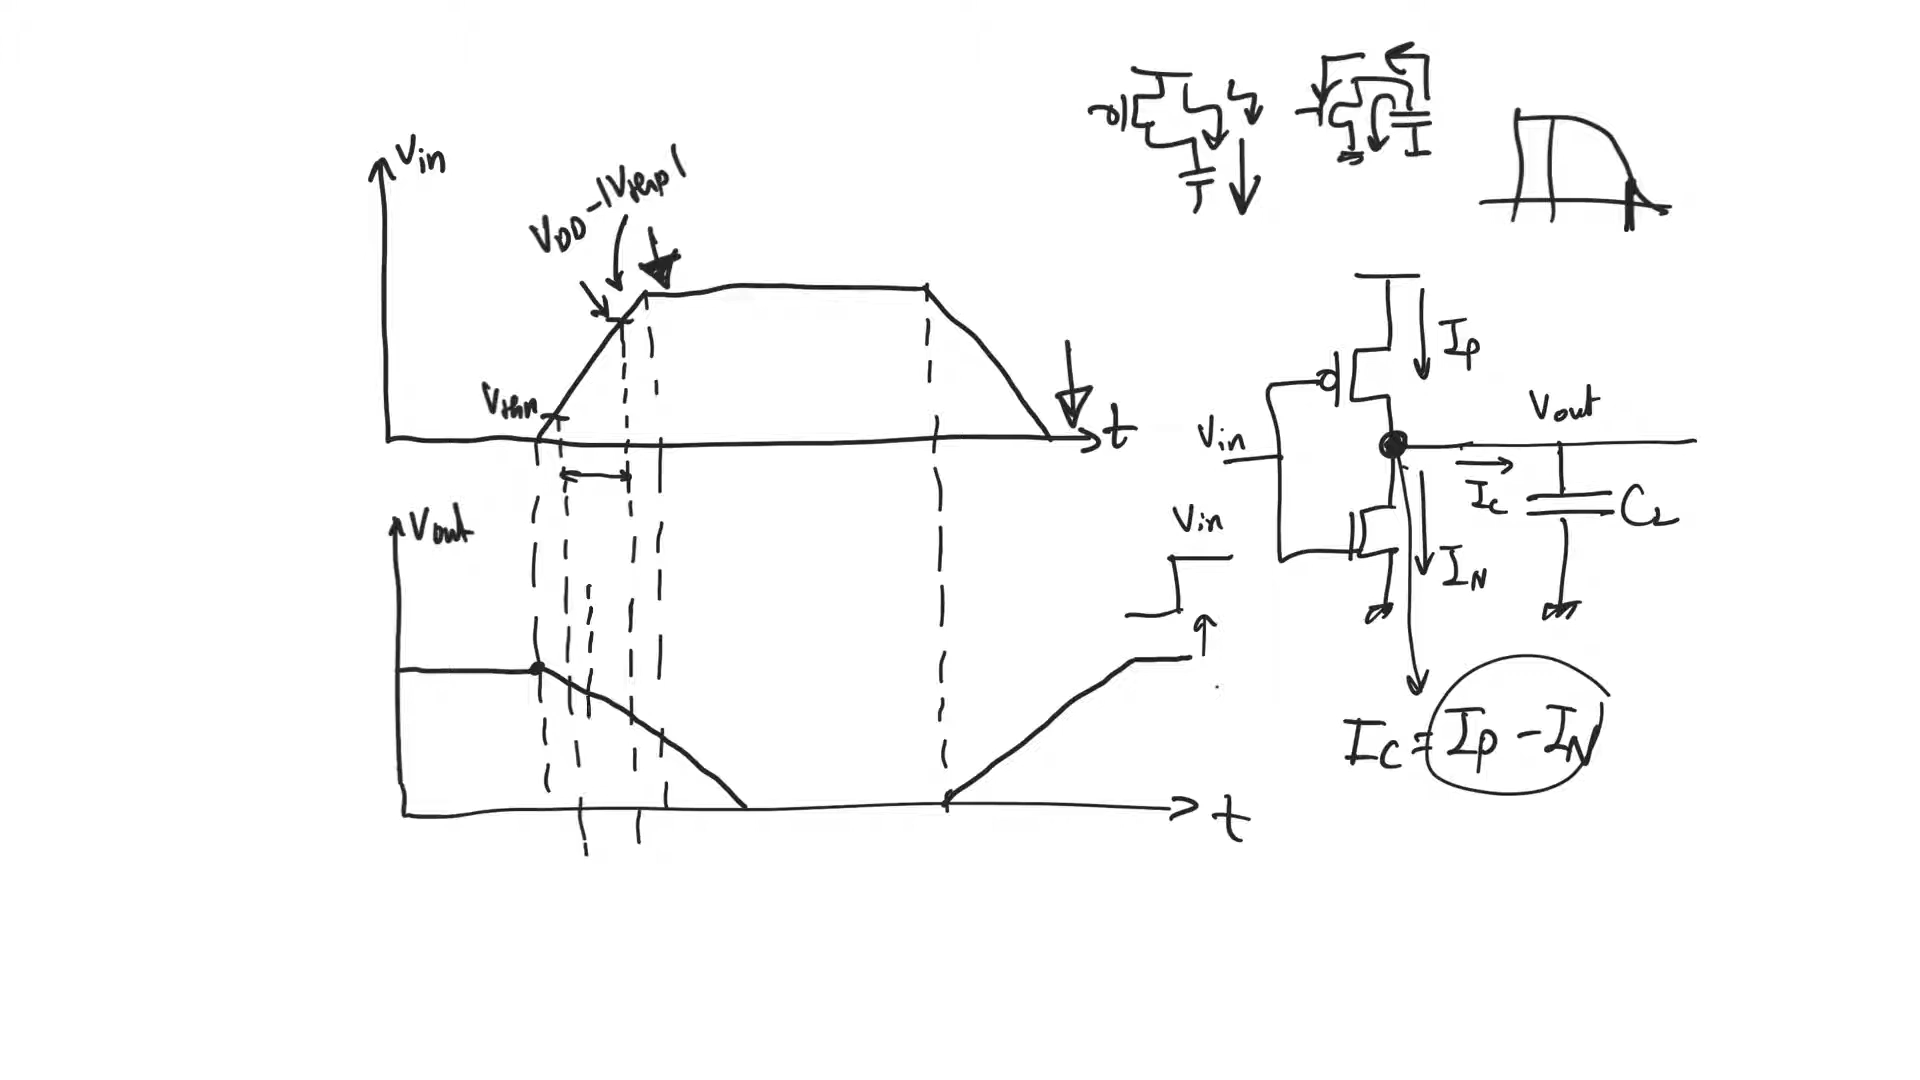 Vin
VDD - |Vthp|
Vthn
t
Vout
t
Vin
Ip
Vout
Vin
Ic
CL
IN
Ic = Ip - IN